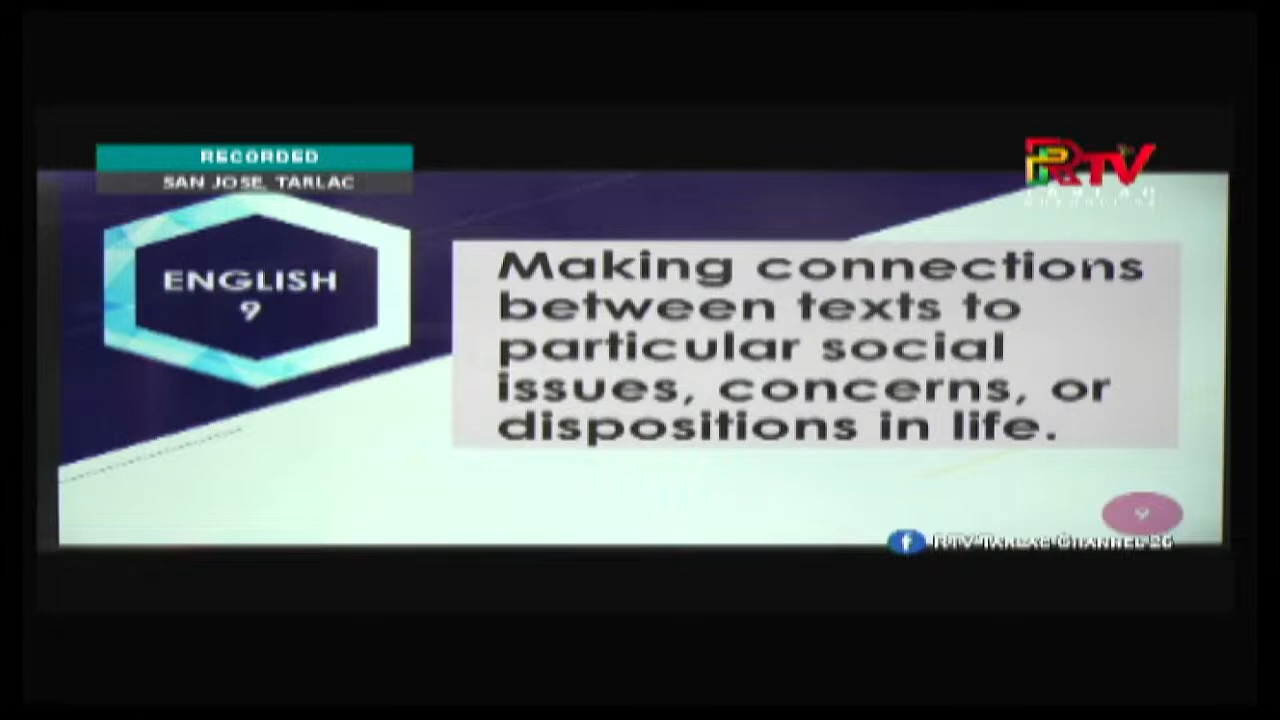 RECORDED
SAN JOSE, TARLAC
RTV
TARLAC
ENGLISH
9
Making connections
between texts to
particular social
issues, concerns, or
dispositions in life.
9
RTV TARLAC CHANNEL 26